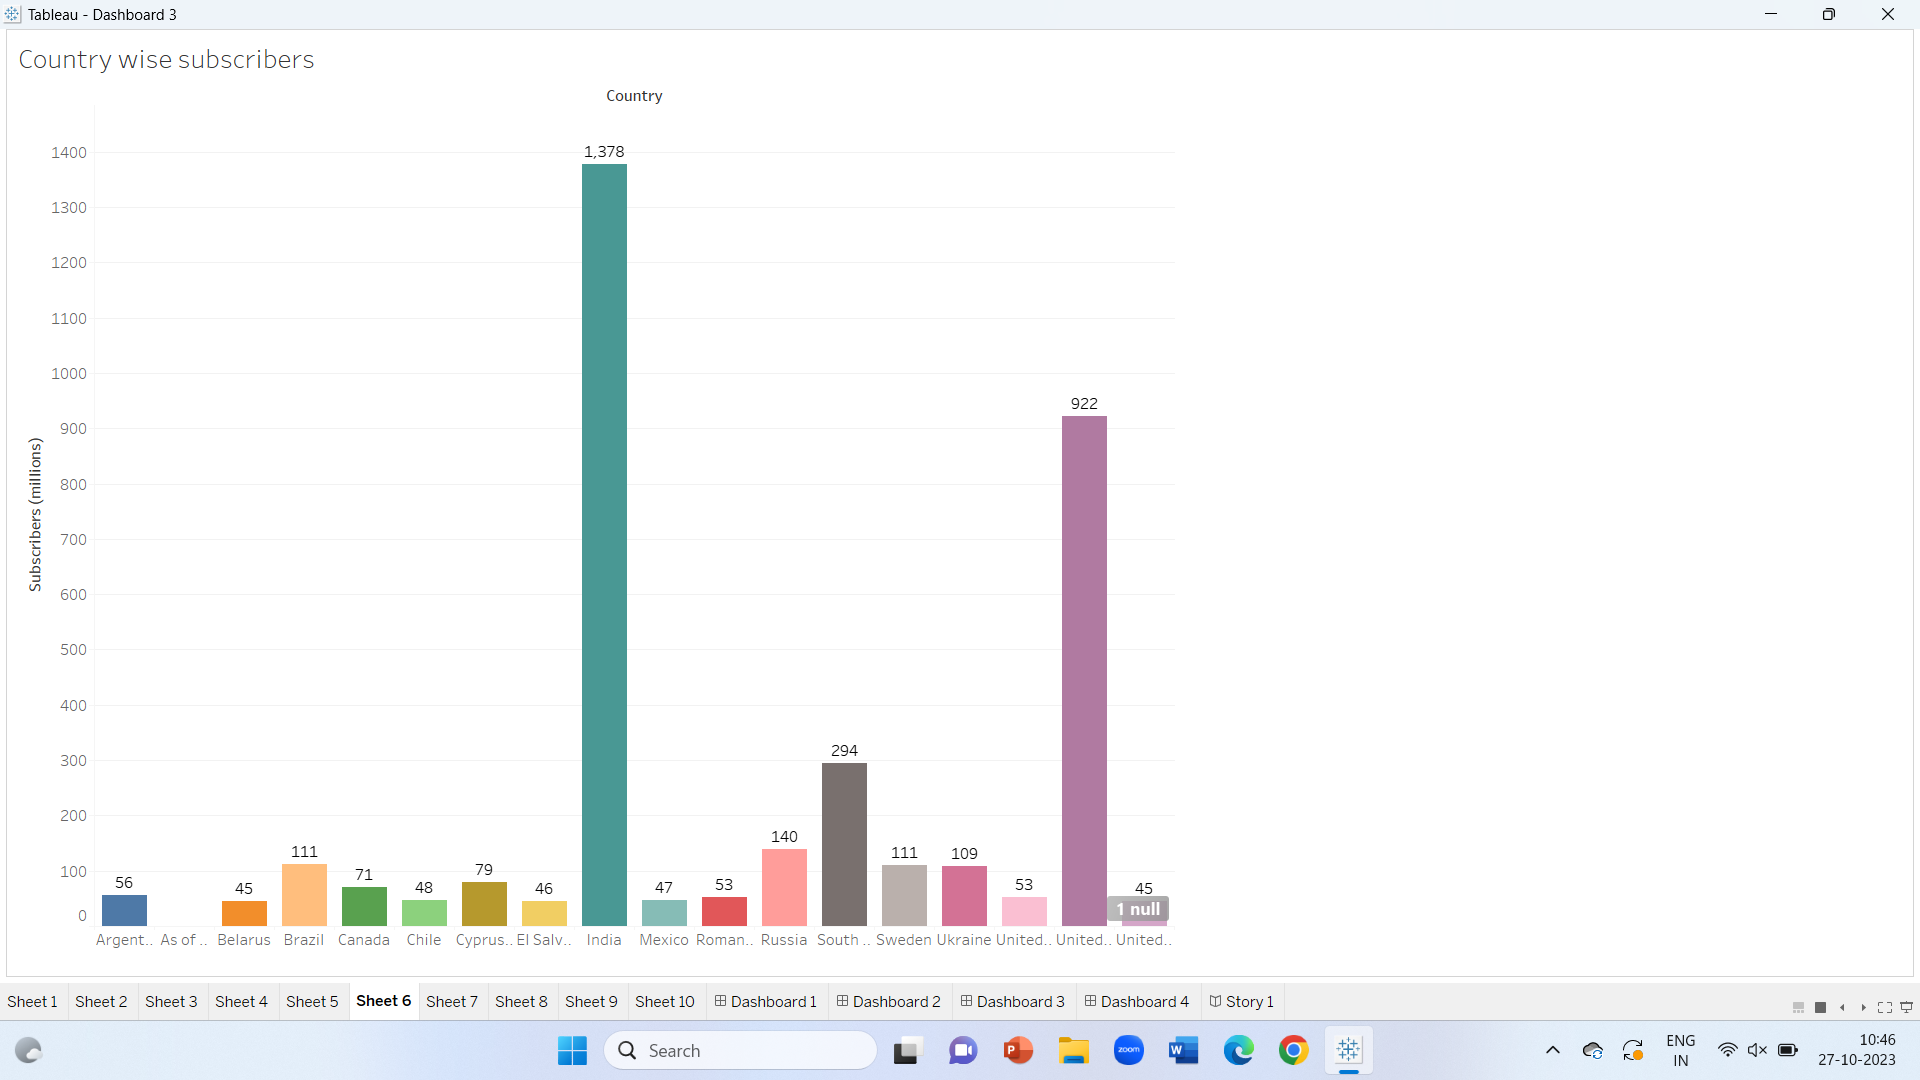 Tableau - Dashboard 3
Country wise subscribers
Country
Subscribers (millions)
1400
1300
1200
1100
1000
900
800
700
600
500
400
300
200
100
0
56
45
111
71
48
79
46
1,378
47
53
140
294
111
109
53
922
45
1 null
Argent.. As of .. Belarus Brazil Canada Chile Cyprus.. El Salv.. India Mexico Roman.. Russia South .. Sweden Ukraine United.. United.. United..
Sheet 1 Sheet 2 Sheet 3 Sheet 4 Sheet 5 Sheet 6 Sheet 7 Sheet 8 Sheet 9 Sheet 10 Dashboard 1 Dashboard 2 Dashboard 3 Dashboard 4 Story 1
Search
P
zoom
W
ENG
IN
10:46
27-10-2023